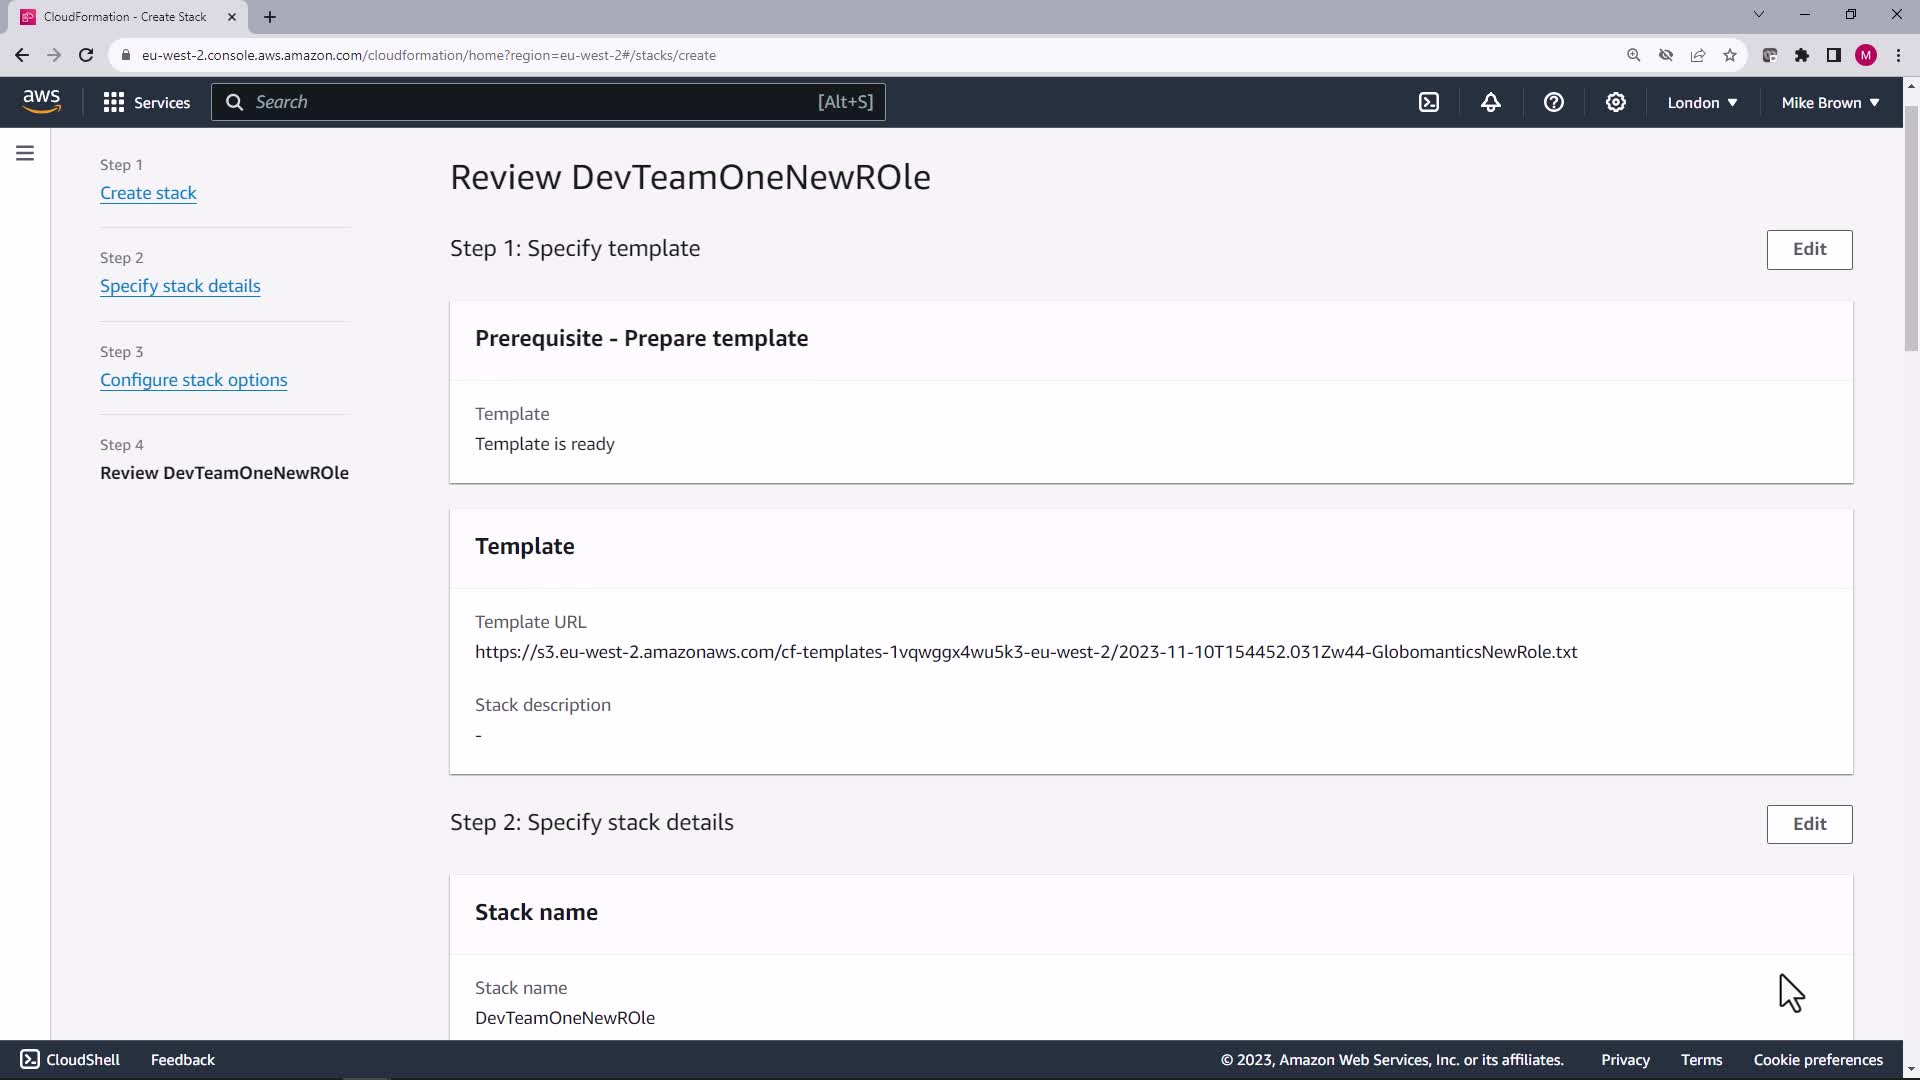 CloudFormation - Create Stack
eu-west-2.console.aws.amazon.com/cloudformation/home?region=eu-west-2#/stacks/create
M
aws
Services
Search
[Alt+S]
London
Mike Brown
Step 1
Create stack
Step 2
Specify stack details
Step 3
Configure stack options
Step 4
Review DevTeamOneNewROle
Review DevTeamOneNewROle
Step 1: Specify template
Edit
Prerequisite - Prepare template
Template
Template is ready
Template
Template URL
https://s3.eu-west-2.amazonaws.com/cf-templates-1vqwggx4wu5k3-eu-west-2/2023-11-10T154452.031Zw44-GlobomanticsNewRole.txt
Stack description
-
Step 2: Specify stack details
Edit
Stack name
Stack name
DevTeamOneNewROle
CloudShell
Feedback
© 2023, Amazon Web Services, Inc. or its affiliates.
Privacy
Terms
Cookie preferences